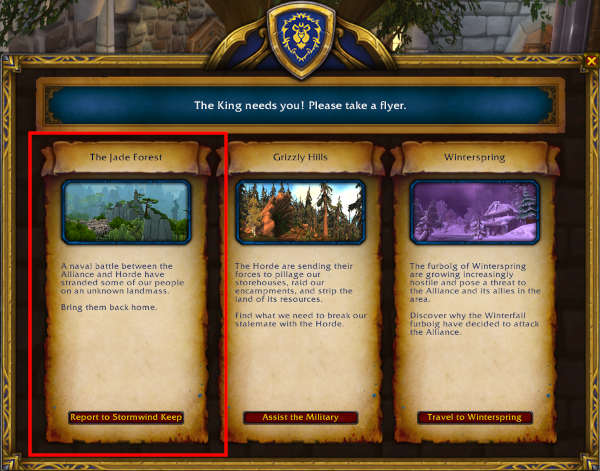 The King needs you! Please take a flyer.
The Jade Forest
A naval battle between the
Alliance and Horde have
stranded some of our people
on an unknown landmass.
Bring them back home.
Report to Stormwind Keep
Grizzly Hills
The Horde are sending their
forces to pillage our
storehouses, raid our
encampments, and strip the
land of its resources.
Find what we need to break our
stalemate with the Horde.
Assist the Military
Winterspring
The furbolg of Winterspring
are growing increasingly
hostile and pose a threat to
the Alliance and its allies in the
area.
Discover why the Winterfall
furbolg have decided to attack
the Alliance.
Travel to Winterspring